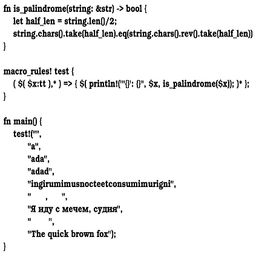 fn is_palindrome(string: &str) -> bool {
let half_len = string.len()/2;
string.chars().take(half_len).eq(string.chars().rev().take(half_len))
}
macro_rules! test {
( $( $x:tt ),* ) => { $( println!("'{}': {}", $x, is_palindrome($x)); )* };
}
fn main() {
test!("",
"a",
"ada",
"adad",
"ingirumimusnocteetconsumimurigni",
" , ",
"Я иду с мечем, судия",
" ",
"The quick brown fox");
}